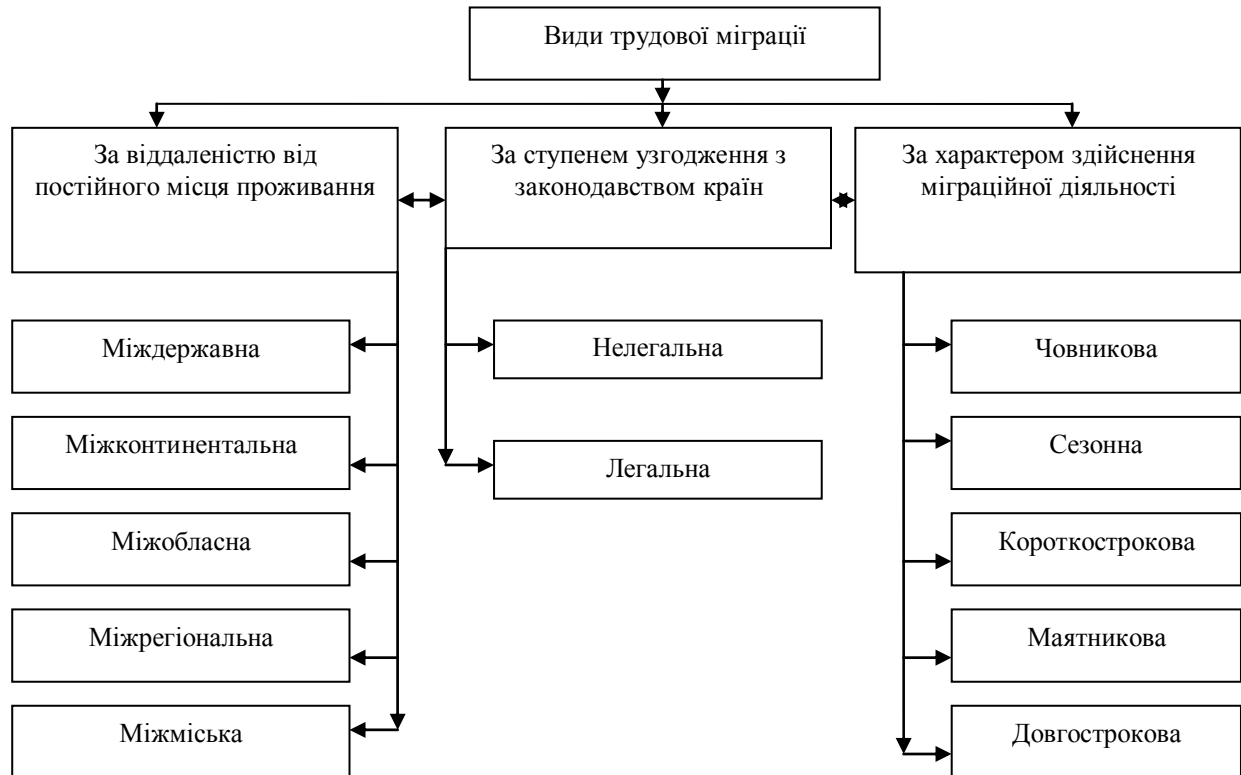 Види трудової міграції
За віддаленістю від
постійного місця проживання
За ступенем узгодження з
законодавством країн
За характером здійснення
міграційної діяльності
Міждержавна
Міжконтинентальна
Міжобласна
Міжрегіональна
Міжміська
Нелегальна
Легальна
Човникова
Сезонна
Короткострокова
Маятникова
Довгострокова